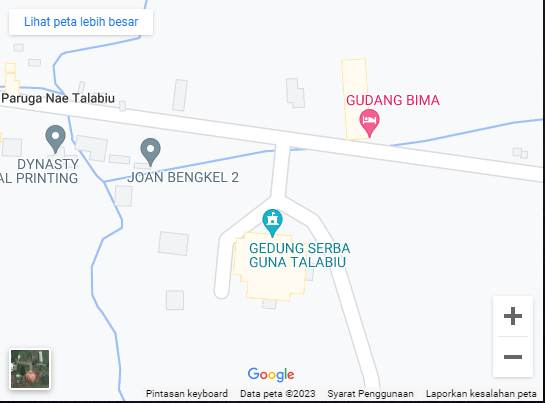 Lihat peta lebih besar
Paruga Nae Talabiu
GUDANG BIMA
DYNASTY
AL PRINTING
JOAN BENGKEL 2
GEDUNG SERBA
GUNA TALABIU
Google
Pintasan keyboard
Data peta ©2023
Syarat Penggunaan
Laporkan kesalahan peta